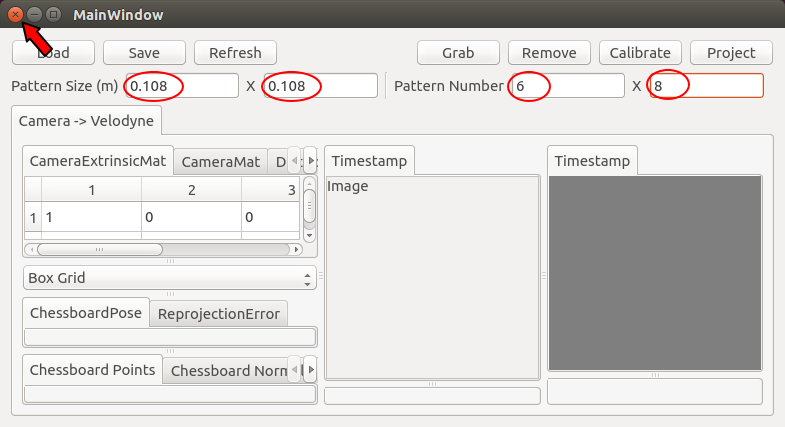 MainWindow
Load Save Refresh Grab Remove Calibrate Project
Pattern Size (m) 0.108 X 0.108 Pattern Number 6 X 8
Camera -> Velodyne
CameraExtrinsicMat CameraMat D Timestamp Timestamp
1 2 3 Image
1 1 0 0
Box Grid
ChessboardPose ReprojectionError
Chessboard Points Chessboard Norm